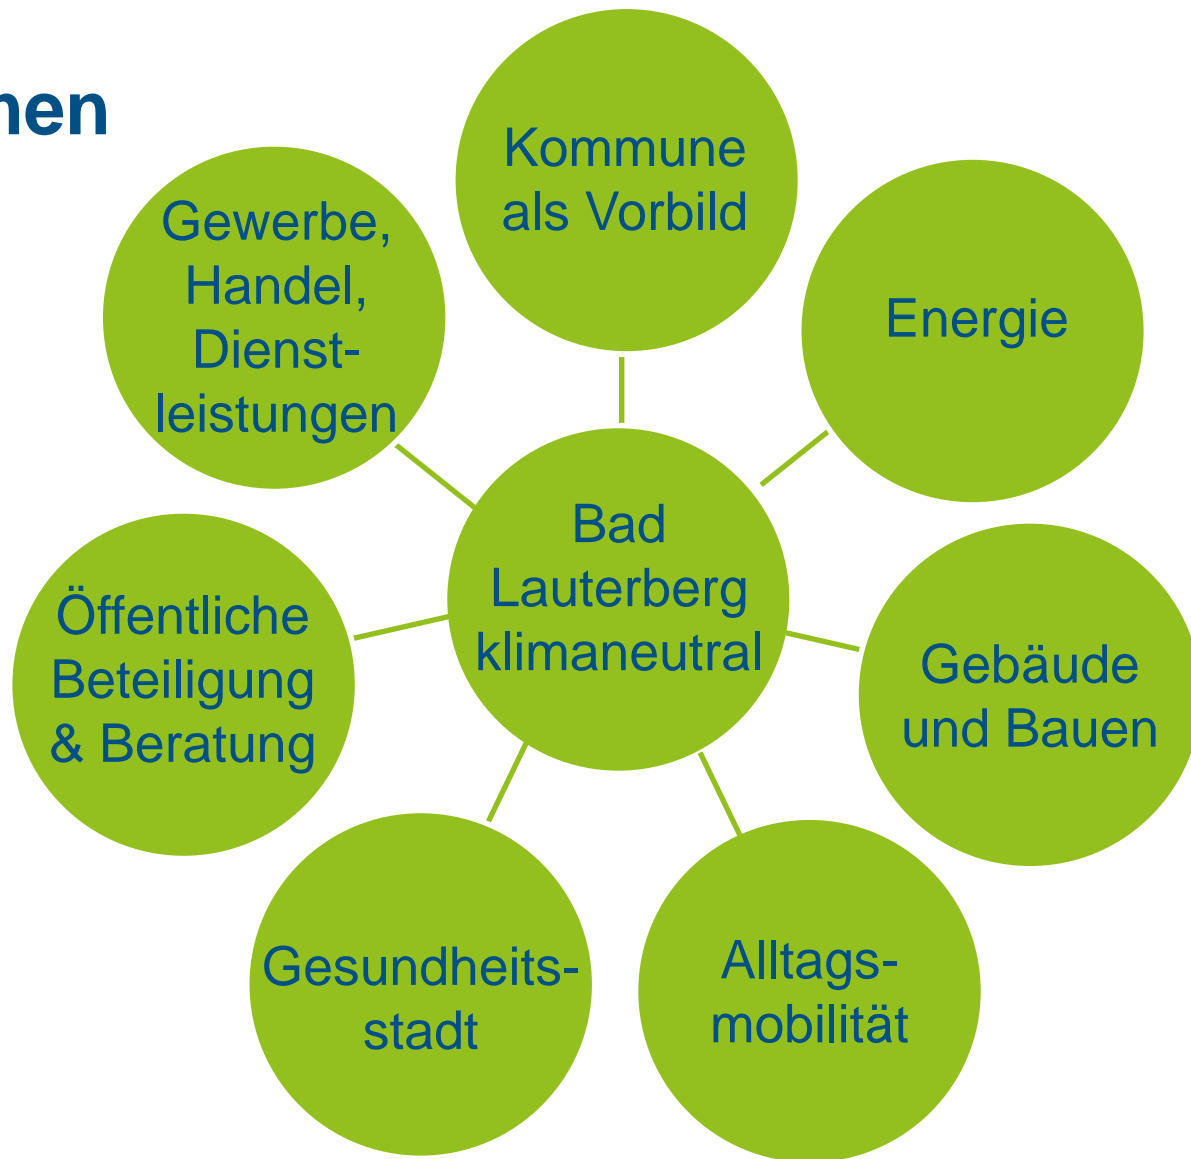 Kommune
als Vorbild
Energie
Gebäude
und Bauen
Alltags-
mobilität
Gesundheits-
stadt
Öffentliche
Beteiligung
& Beratung
Gewerbe,
Handel,
Dienst-
leistungen
Bad
Lauterberg
klimaneutral